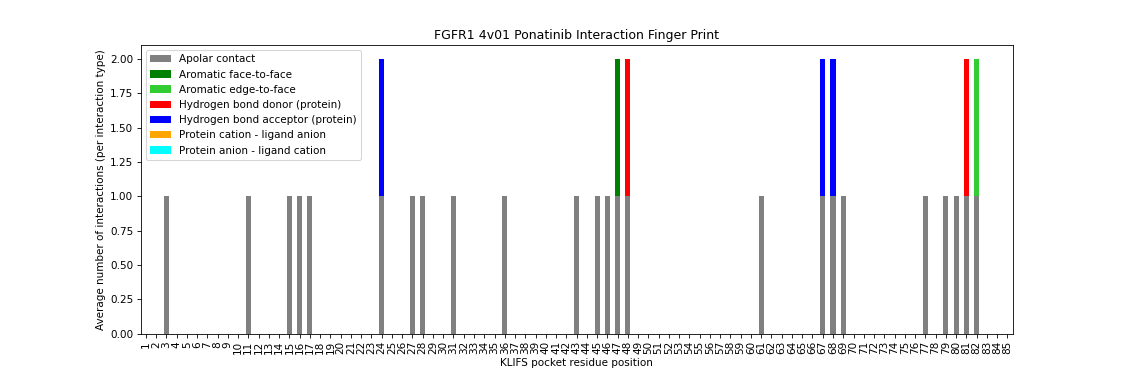 FGFR1 4v01 Ponatinib Interaction Finger Print
Average number of interactions (per interaction type)
2.00
1.75
1.50
1.25
1.00
0.75
0.50
0.25
0.00
Apolar contact
Aromatic face-to-face
Aromatic edge-to-face
Hydrogen bond donor (protein)
Hydrogen bond acceptor (protein)
Protein cation - ligand anion
Protein anion - ligand cation
1 2 3 4 5 6 7 8 9 10 11 12 13 14 15 16 17 18 19 20 21 22 23 24 25 26 27 28 29 30 31 32 33 34 35 36 37 38 39 40 41 42 43 44 45 46 47 48 49 50 51 52 53 54 55 56 57 58 59 60 61 62 63 64 65 66 67 68 69 70 71 72 73 74 75 76 77 78 79 80 81 82 83 84 85
KLIFS pocket residue position